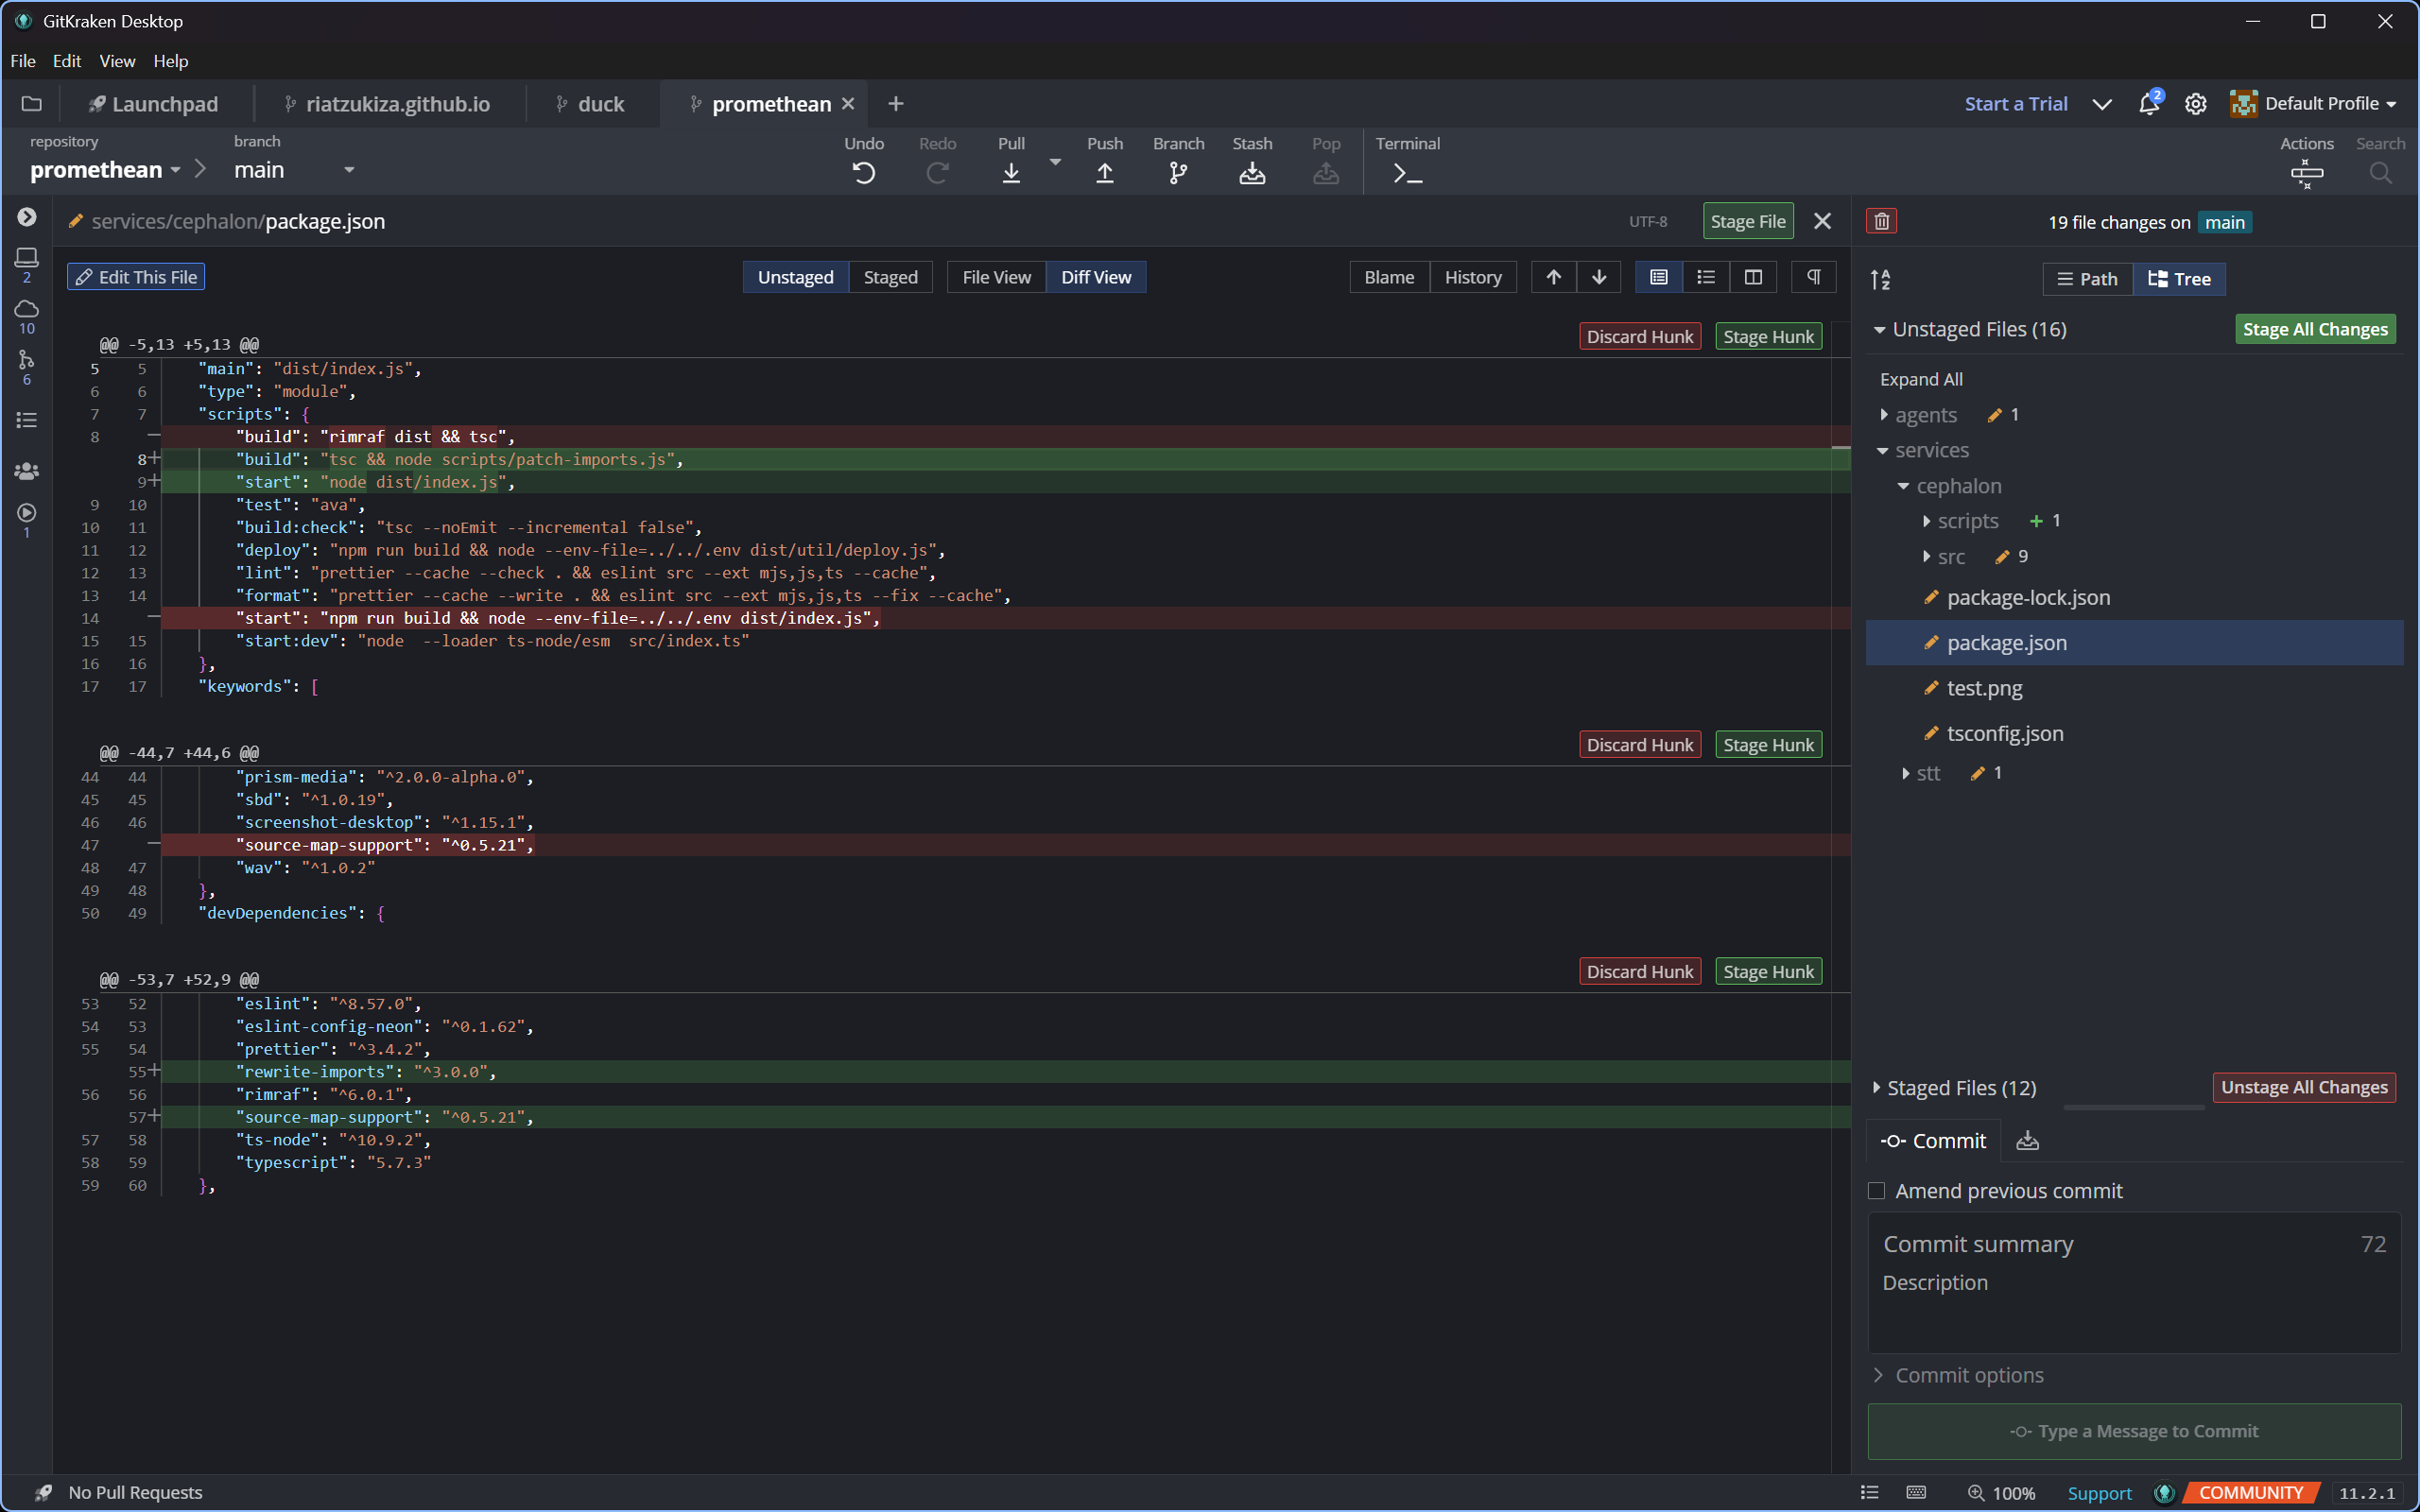 GitKraken Desktop
File Edit View Help
Launchpad riatzukiza.github.io duck promethean
Start a Trial 2 Default Profile
repository branch Undo Redo Pull Push Branch Stash Pop Terminal Actions Search
promethean main
services/cephalon/package.json UTF-8 Stage File
19 file changes on main
2
10
6
1
Edit This File Unstaged Staged File View Diff View Blame History
Path Tree
@@ -5,13 +5,13 @@ Discard Hunk Stage Hunk
5 5 "main": "dist/index.js",
6 6 "type": "module",
7 7 "scripts": {
8 − "build": "rimraf dist && tsc",
8+ "build": "tsc && node scripts/patch-imports.js",
9+ "start": "node dist/index.js",
9 10 "test": "ava",
10 11 "build:check": "tsc --noEmit --incremental false",
11 12 "deploy": "npm run build && node --env-file=../../.env dist/util/deploy.js",
12 13 "lint": "prettier --cache --check . && eslint src --ext mjs,js,ts --cache",
13 14 "format": "prettier --cache --write . && eslint src --ext mjs,js,ts --fix --cache",
14 − "start": "npm run build && node --env-file=../../.env dist/index.js",
15 15 "start:dev": "node  --loader ts-node/esm  src/index.ts"
16 16 },
17 17 "keywords": [
@@ -44,7 +44,6 @@ Discard Hunk Stage Hunk
44 44 "prism-media": "^2.0.0-alpha.0",
45 45 "sbd": "^1.0.19",
46 46 "screenshot-desktop": "^1.15.1",
47 − "source-map-support": "^0.5.21",
48 47 "wav": "^1.0.2"
49 48 },
50 49 "devDependencies": {
@@ -53,7 +52,9 @@ Discard Hunk Stage Hunk
53 52 "eslint": "^8.57.0",
54 53 "eslint-config-neon": "^0.1.62",
55 54 "prettier": "^3.4.2",
55+ "rewrite-imports": "^3.0.0",
56 56 "rimraf": "^6.0.1",
57+ "source-map-support": "^0.5.21",
57 58 "ts-node": "^10.9.2",
58 59 "typescript": "5.7.3"
59 60 },
Unstaged Files (16) Stage All Changes
Expand All
agents 1
services
cephalon
scripts + 1
src 9
package-lock.json
package.json
test.png
tsconfig.json
stt 1
Staged Files (12) Unstage All Changes
Commit
Amend previous commit
Commit summary 72
Description
Commit options
Type a Message to Commit
No Pull Requests 100% Support COMMUNITY 11.2.1